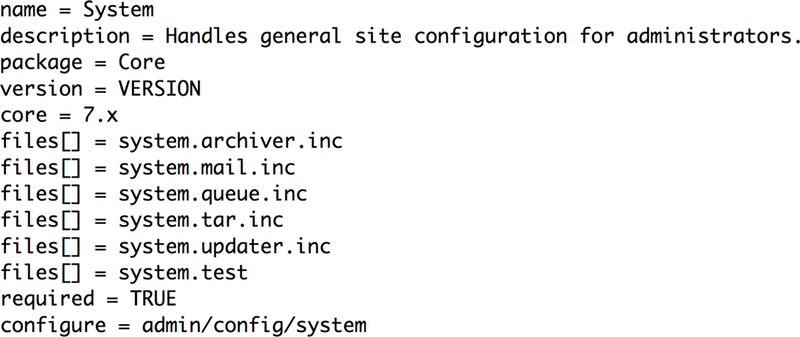 name = System
description = Handles general site configuration for administrators.
package = Core
version = VERSION
core = 7.x
files[] = system.archiver.inc
files[] = system.mail.inc
files[] = system.queue.inc
files[] = system.tar.inc
files[] = system.updater.inc
files[] = system.test
required = TRUE
configure = admin/config/system